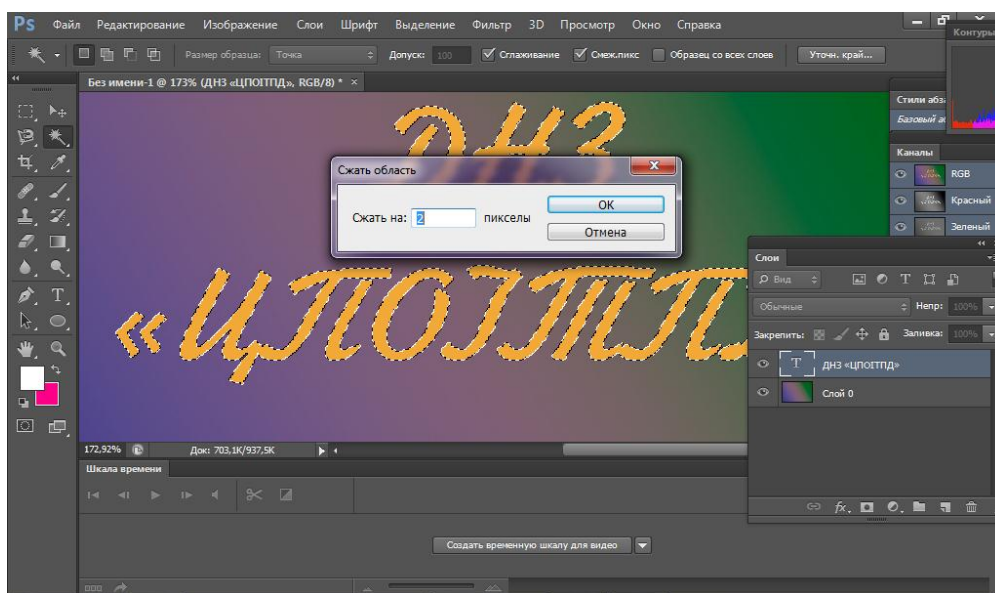 Ps Файл Редактирование Изображение Слои Шрифт Выделение Фильтр 3D Просмотр Окно Справка
Контуры
Размер образца: Точка Допуск: 100 Сглаживание Смеж.пикс Образец со всех слоев Уточн. край...
Без имени-1 @ 173% (ДНЗ «ЦПОІТПД», RGB/8) * ×
Стили абз
Базовый
ДНЗ
«ЦПОІТП
Сжать область
Сжать на: 2 пикселы
OK
Отмена
Каналы
RGB
Красный
Зеленый
Слои
Вид
Обычные Непр: 100%
Закрепить: Заливка: 100%
T ДНЗ «ЦПОІТПД»
Слой 0
172,92% Док: 703,1K/937,5K
Шкала времени
Создать временную шкалу для видео
fx